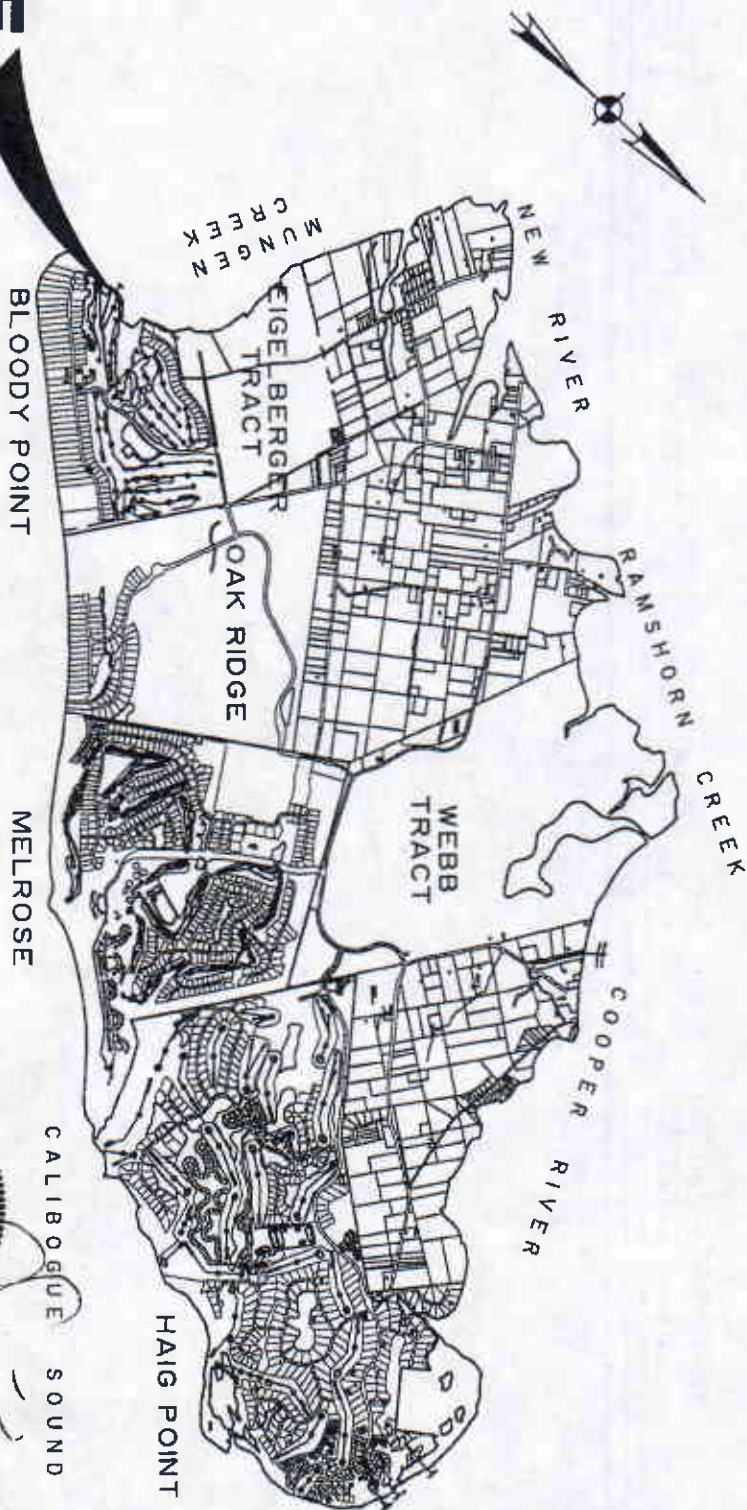 NEW RIVER
MUNGEN
CREEK
EIGELBERGER
TRACT
RAMSHORN CREEK
BLOODY POINT
OAK RIDGE
WEBB
TRACT
MELROSE
COOPER RIVER
CALIBOGUE SOUND
HAIG POINT